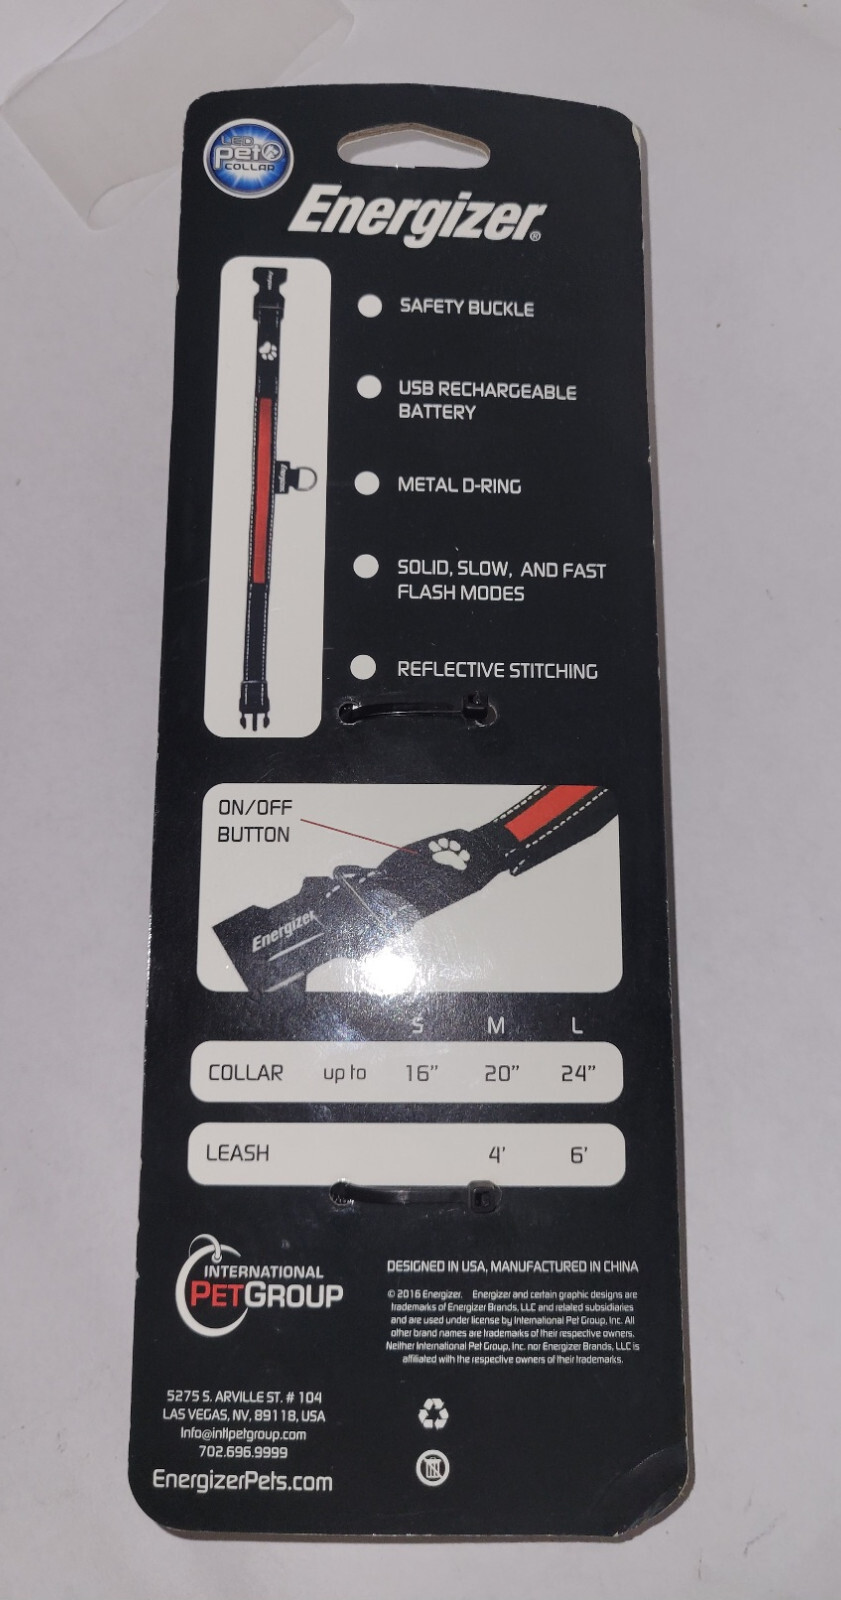 LED
pet
COLLAR
Energizer®
SAFETY BUCKLE
USB RECHARGEABLE
BATTERY
METAL D-RING
SOLID, SLOW, AND FAST
FLASH MODES
REFLECTIVE STITCHING
ON/OFF
BUTTON
Energizer
S M L
COLLAR up to 16” 20” 24”
LEASH 4’ 6’
INTERNATIONAL
PETGROUP
DESIGNED IN USA, MANUFACTURED IN CHINA
© 2016 Energizer. Energizer and certain graphic designs are
trademarks of Energizer Brands, LLC and related subsidiaries
and are used under license by International Pet Group, Inc. All
other brand names are trademarks of their respective owners.
Neither International Pet Group, Inc. nor Energizer Brands, LLC is
affiliated with the respective owners of their trademarks.
5275 S. ARVILLE ST. # 104
LAS VEGAS, NV, 89118, USA
Info@intlpetgroup.com
702.696.9999
EnergizerPets.com